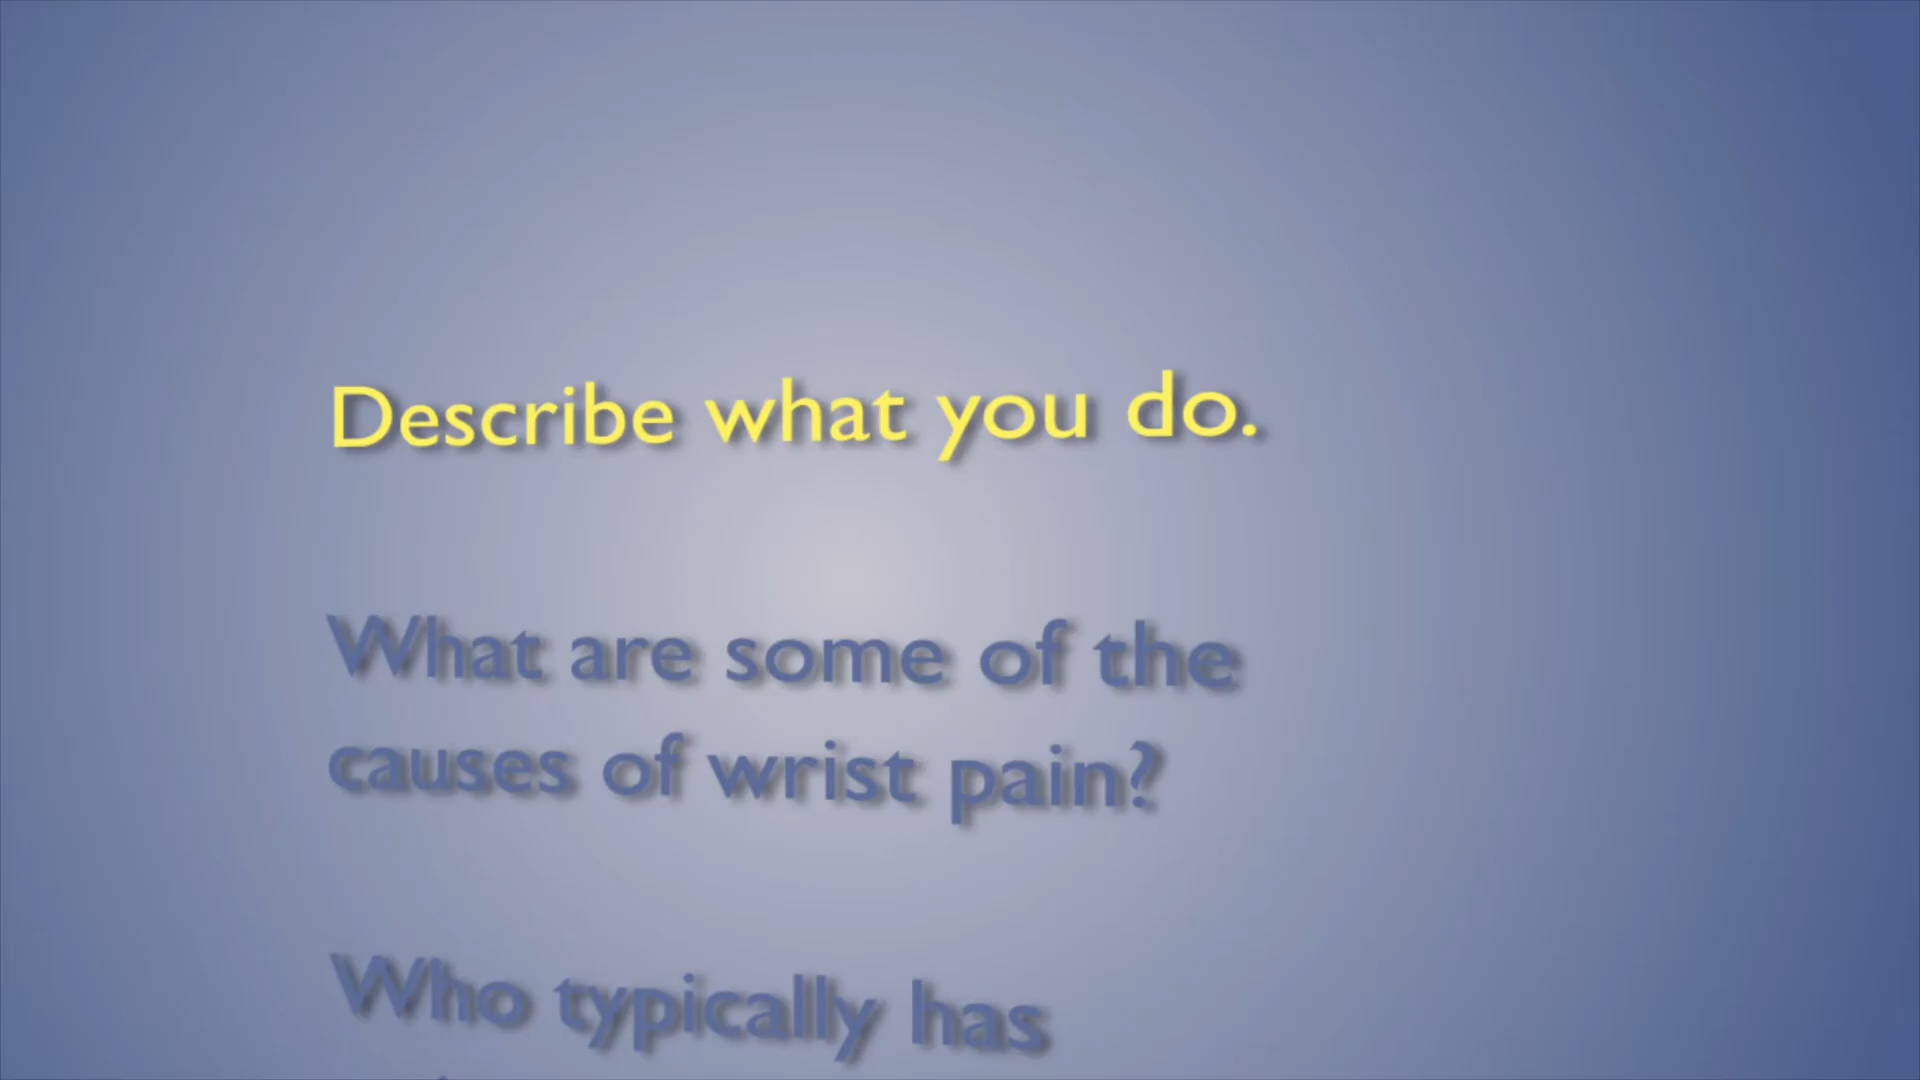 Describe what you do.
What are some of the
causes of wrist pain?
Who typically has